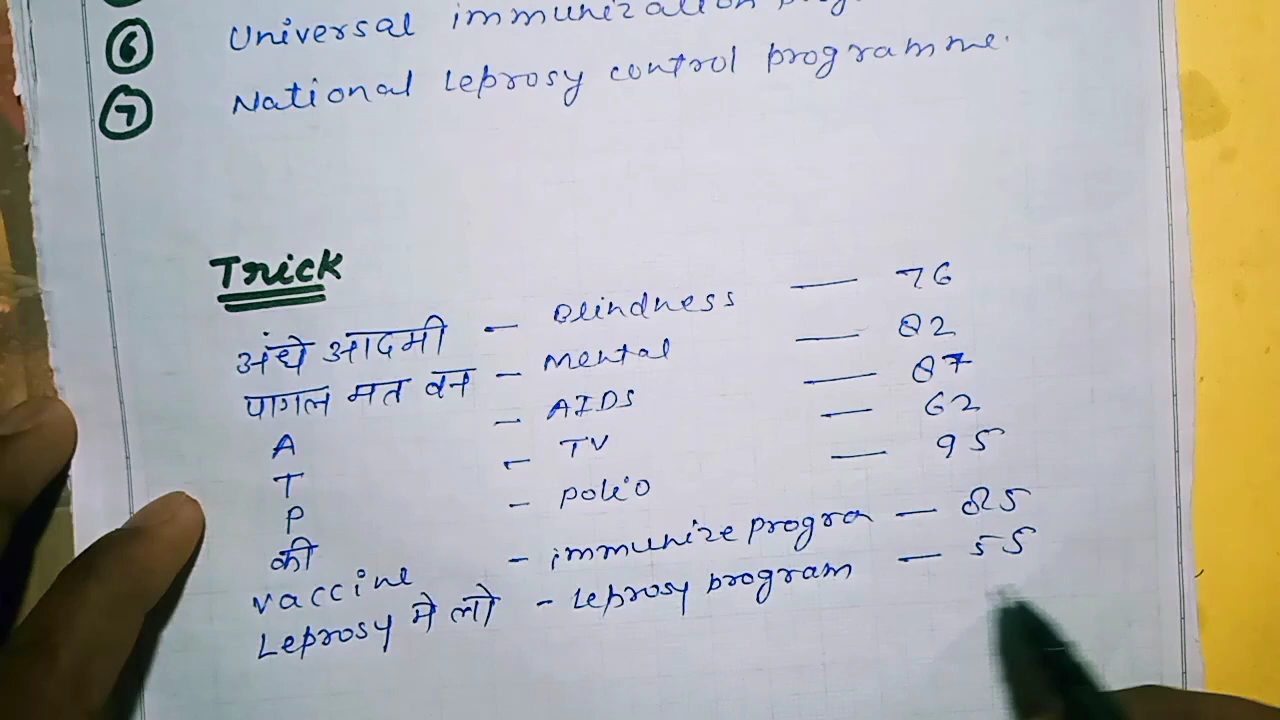 6 Universal immunization
7 National Leprosy control programme.
Trick
अंधे आदमी - Blindness — 76
पागल मत बन - Mental — 82
A - AIDS — 87
T - TV — 62
P - polio — 95
की
vaccine - immunize progra — 85
Leprosy मे लो - Leprosy program — 55